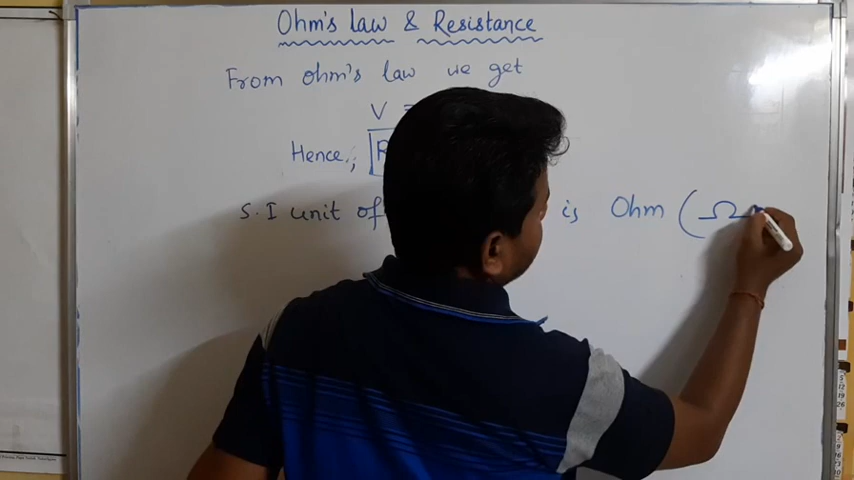 Ohm's Law & Resistance
From ohm's law we get
V =
Hence,; R
S.I unit of is Ohm (Ω